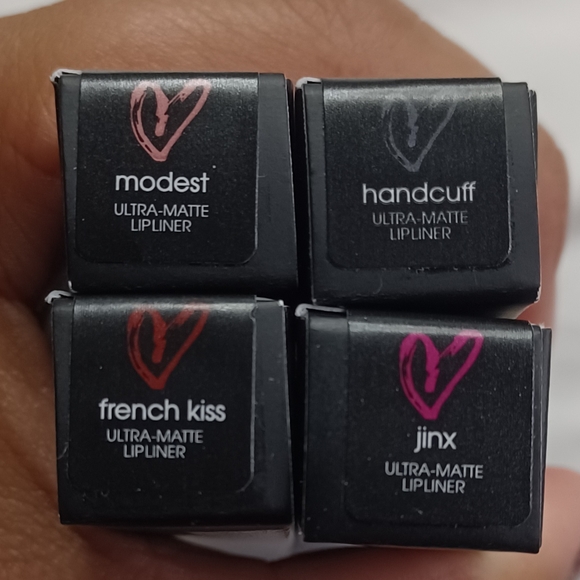 modest
ULTRA-MATTE
LIPLINER
handcuff
ULTRA-MATTE
LIPLINER
french kiss
ULTRA-MATTE
LIPLINER
jinx
ULTRA-MATTE
LIPLINER